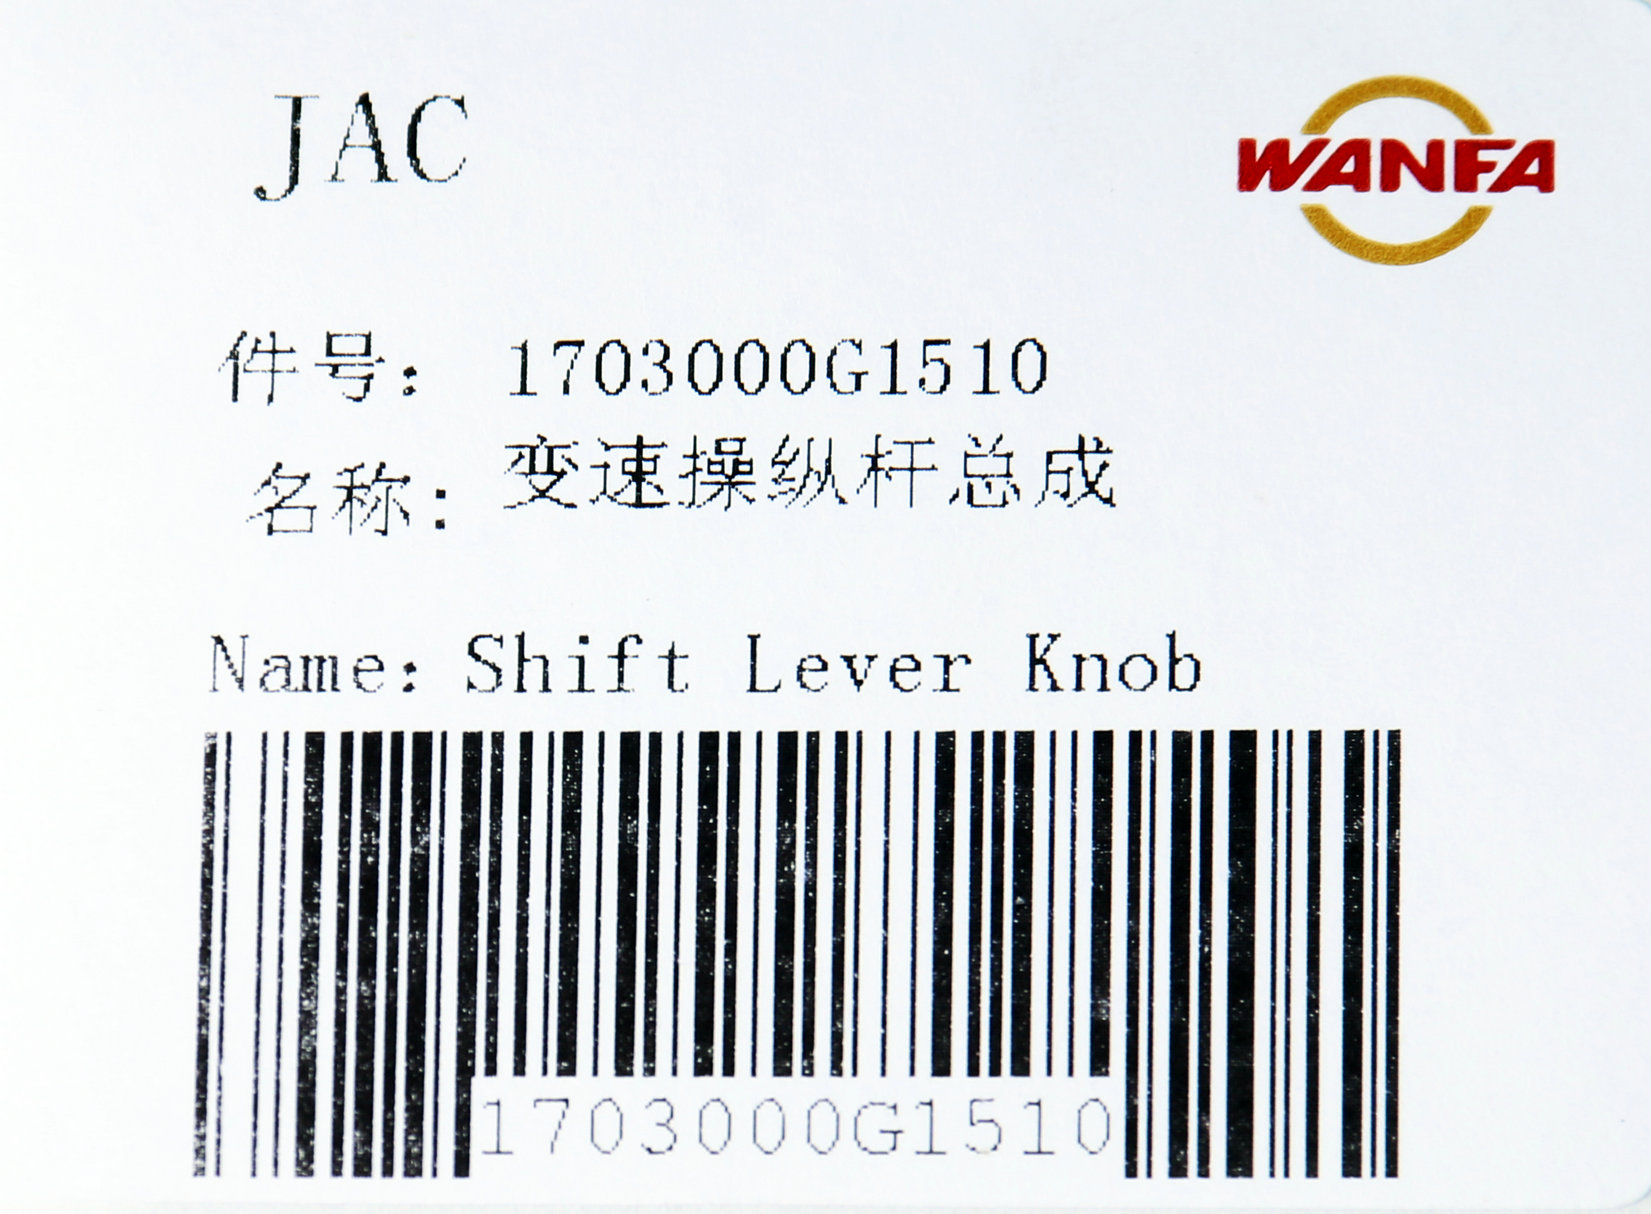 JAC
WANFA
件号: 1703000G1510
名称: 变速操纵杆总成
Name: Shift Lever Knob
1703000G1510